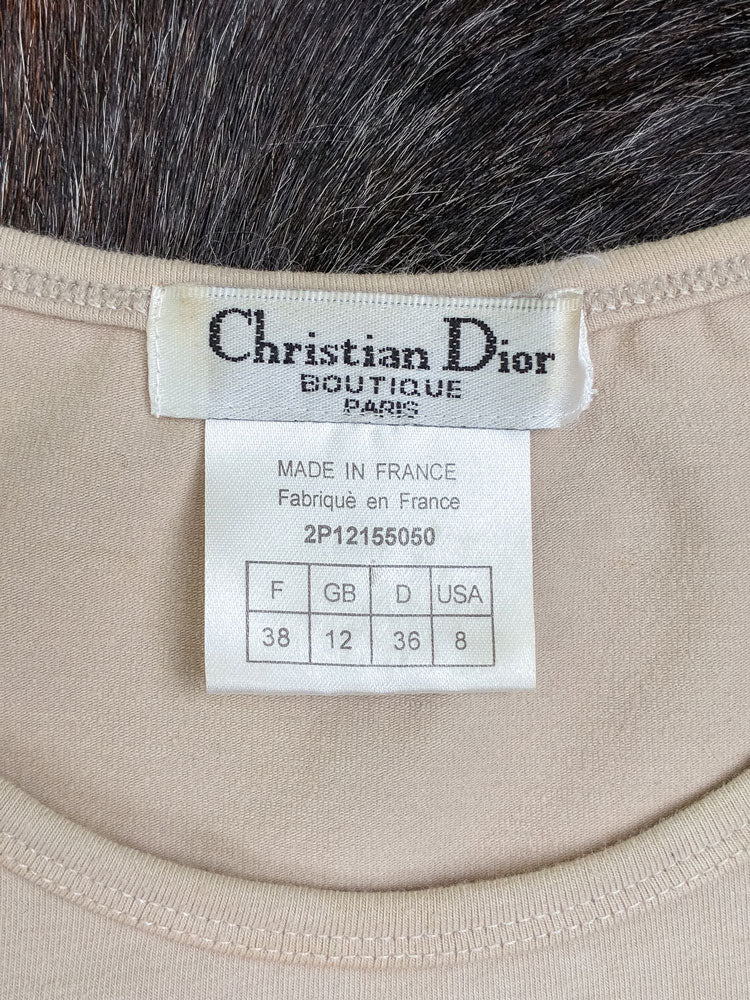 Christian Dior
BOUTIQUE
PARIS
MADE IN FRANCE
Fabriquè en France
2P12155050
F GB D USA
38 12 36 8